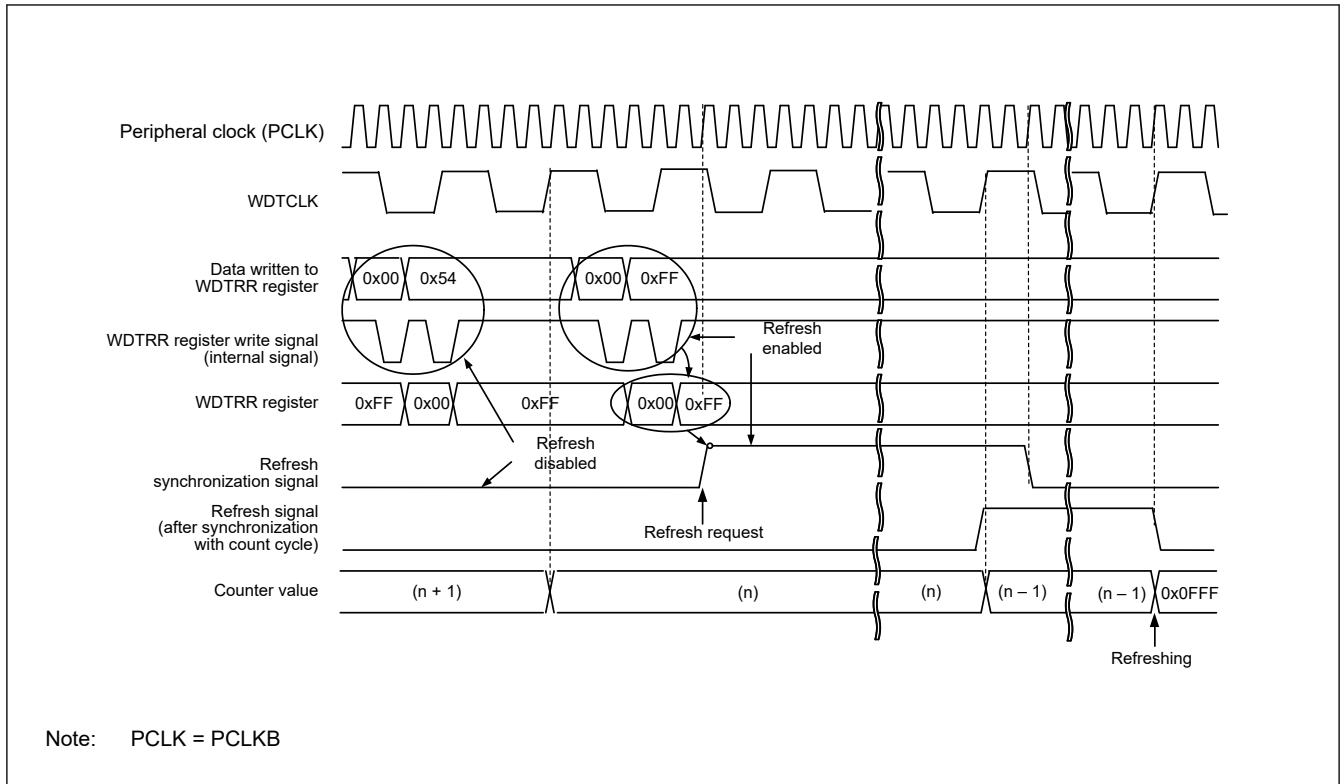 Peripheral clock (PCLK)
WDTCLK
Data written to
WDTRR register
0x00
0x54
0x00
0xFF
WDTRR register write signal
(internal signal)
Refresh
enabled
WDTRR register
0xFF
0x00
0xFF
0x00
0xFF
Refresh
disabled
Refresh
synchronization signal
Refresh signal
(after synchronization
with count cycle)
Refresh request
Counter value
(n + 1)
(n)
(n)
(n – 1)
(n – 1)
0x0FFF
Refreshing
Note: PCLK = PCLKB